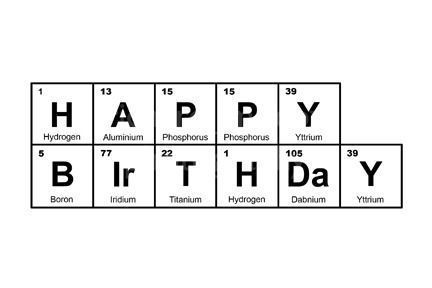 1 13 15 15 39
H A P P Y
Hydrogen Aluminium Phosphorus Phosphorus Yttrium
5 77 22 1 105 39
B Ir T H Da Y
Boron Iridium Titanium Hydrogen Dabnium Yttrium